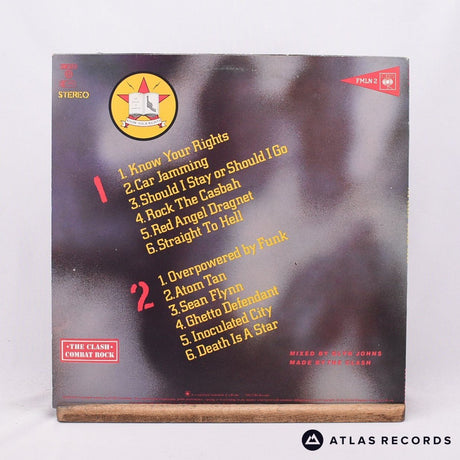 STEREO
FMLN 2
1
1. Know Your Rights
2. Car Jamming
3. Should I Stay or Should I Go
4. Rock The Casbah
5. Red Angel Dragnet
6. Straight To Hell
2
1. Overpowered by Funk
2. Atom Tan
3. Sean Flynn
4. Ghetto Defendant
5. Inoculated City
6. Death Is A Star
THE CLASH
COMBAT ROCK
MIXED BY GLYN JOHNS
MADE BY THE CLASH
ATLAS RECORDS